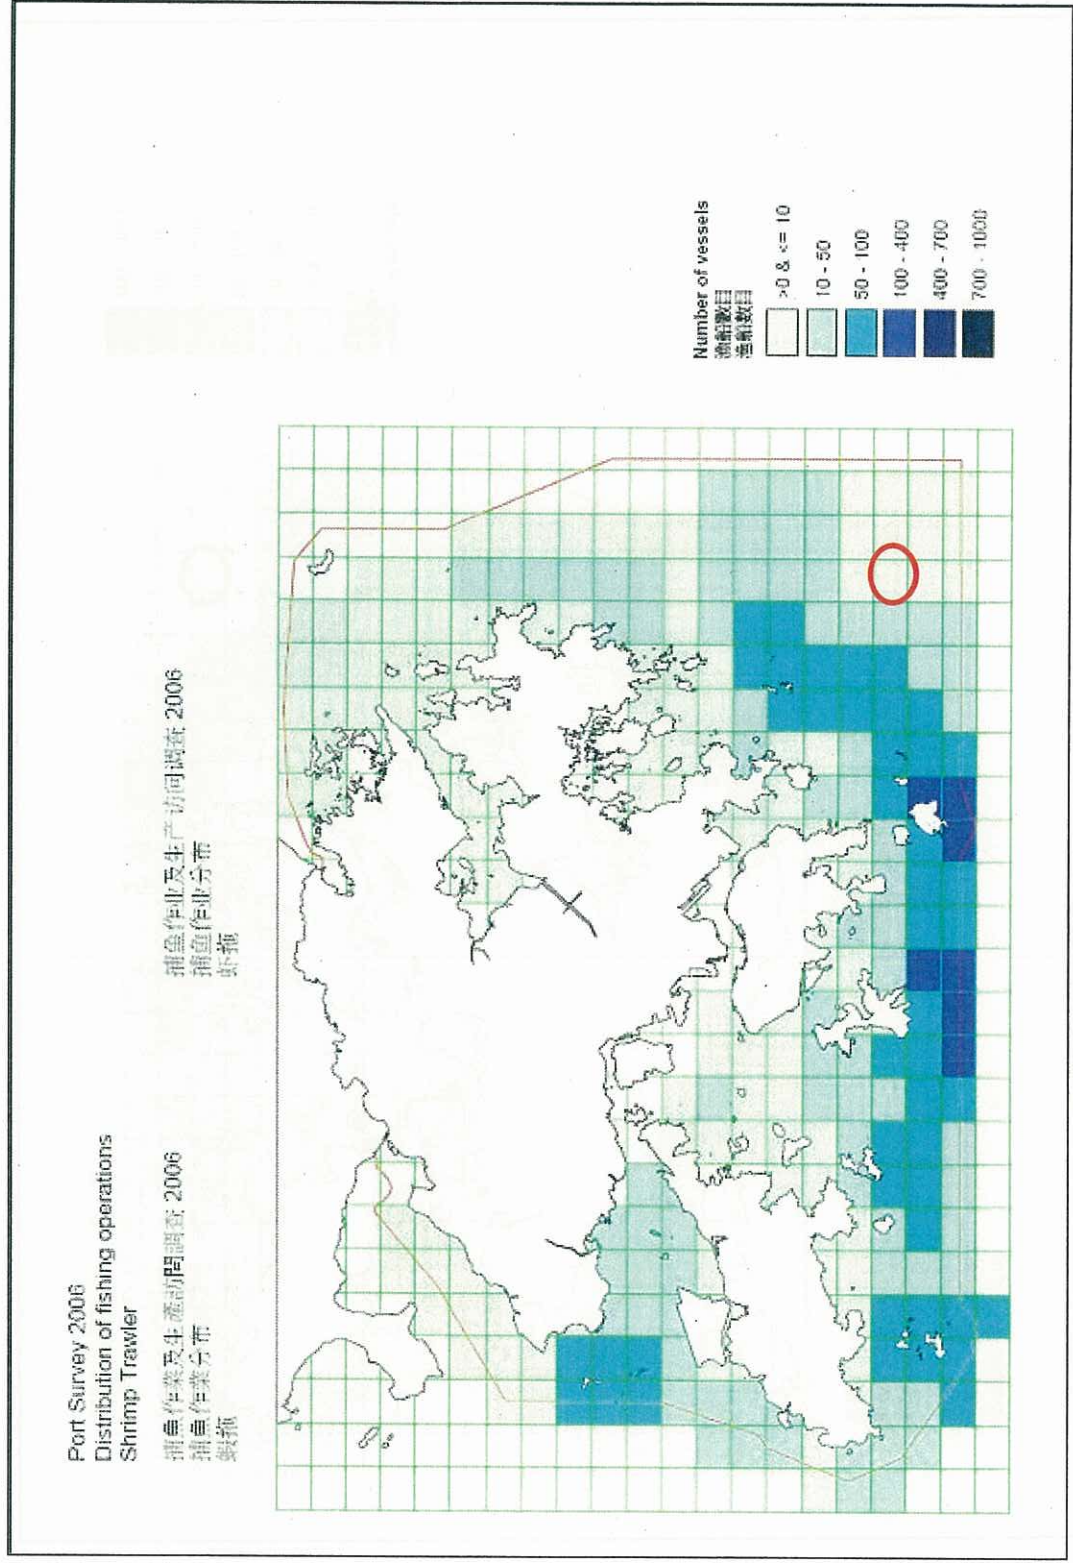 Port Survey 2006
Distribution of fishing operations
Shrimp Trawler
捕魚作業及生產訪問調查 2006
捕魚作業分布
蝦拖
捕鱼作业及生产访问调查 2006
捕鱼作业分布
虾拖
Number of vessels
漁船數目
渔船数目
>0 & <= 10
10 - 50
50 - 100
100 - 400
400 - 700
700 - 1000